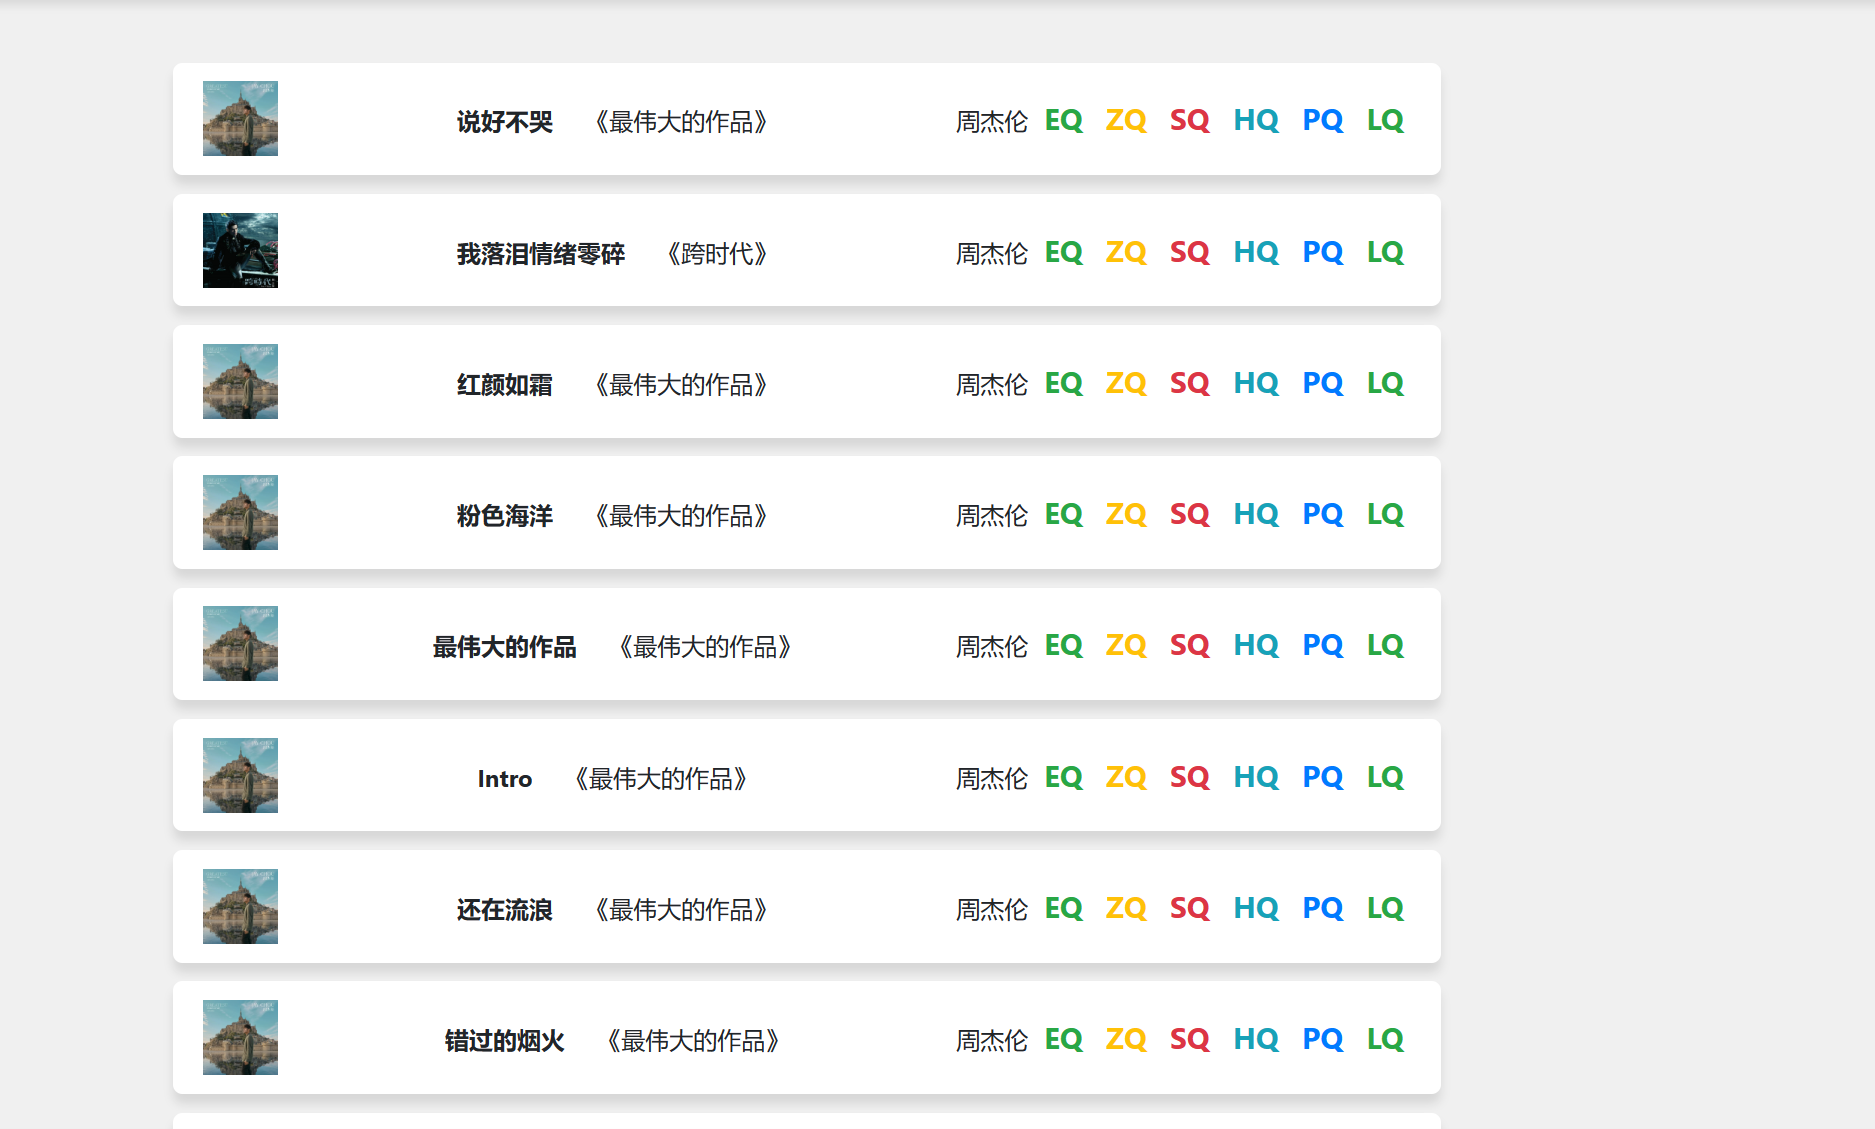 说好不哭 《最伟大的作品》 周杰伦 EQ ZQ SQ HQ PQ LQ
我落泪情绪零碎 《跨时代》 周杰伦 EQ ZQ SQ HQ PQ LQ
红颜如霜 《最伟大的作品》 周杰伦 EQ ZQ SQ HQ PQ LQ
粉色海洋 《最伟大的作品》 周杰伦 EQ ZQ SQ HQ PQ LQ
最伟大的作品 《最伟大的作品》 周杰伦 EQ ZQ SQ HQ PQ LQ
Intro 《最伟大的作品》 周杰伦 EQ ZQ SQ HQ PQ LQ
还在流浪 《最伟大的作品》 周杰伦 EQ ZQ SQ HQ PQ LQ
错过的烟火 《最伟大的作品》 周杰伦 EQ ZQ SQ HQ PQ LQ